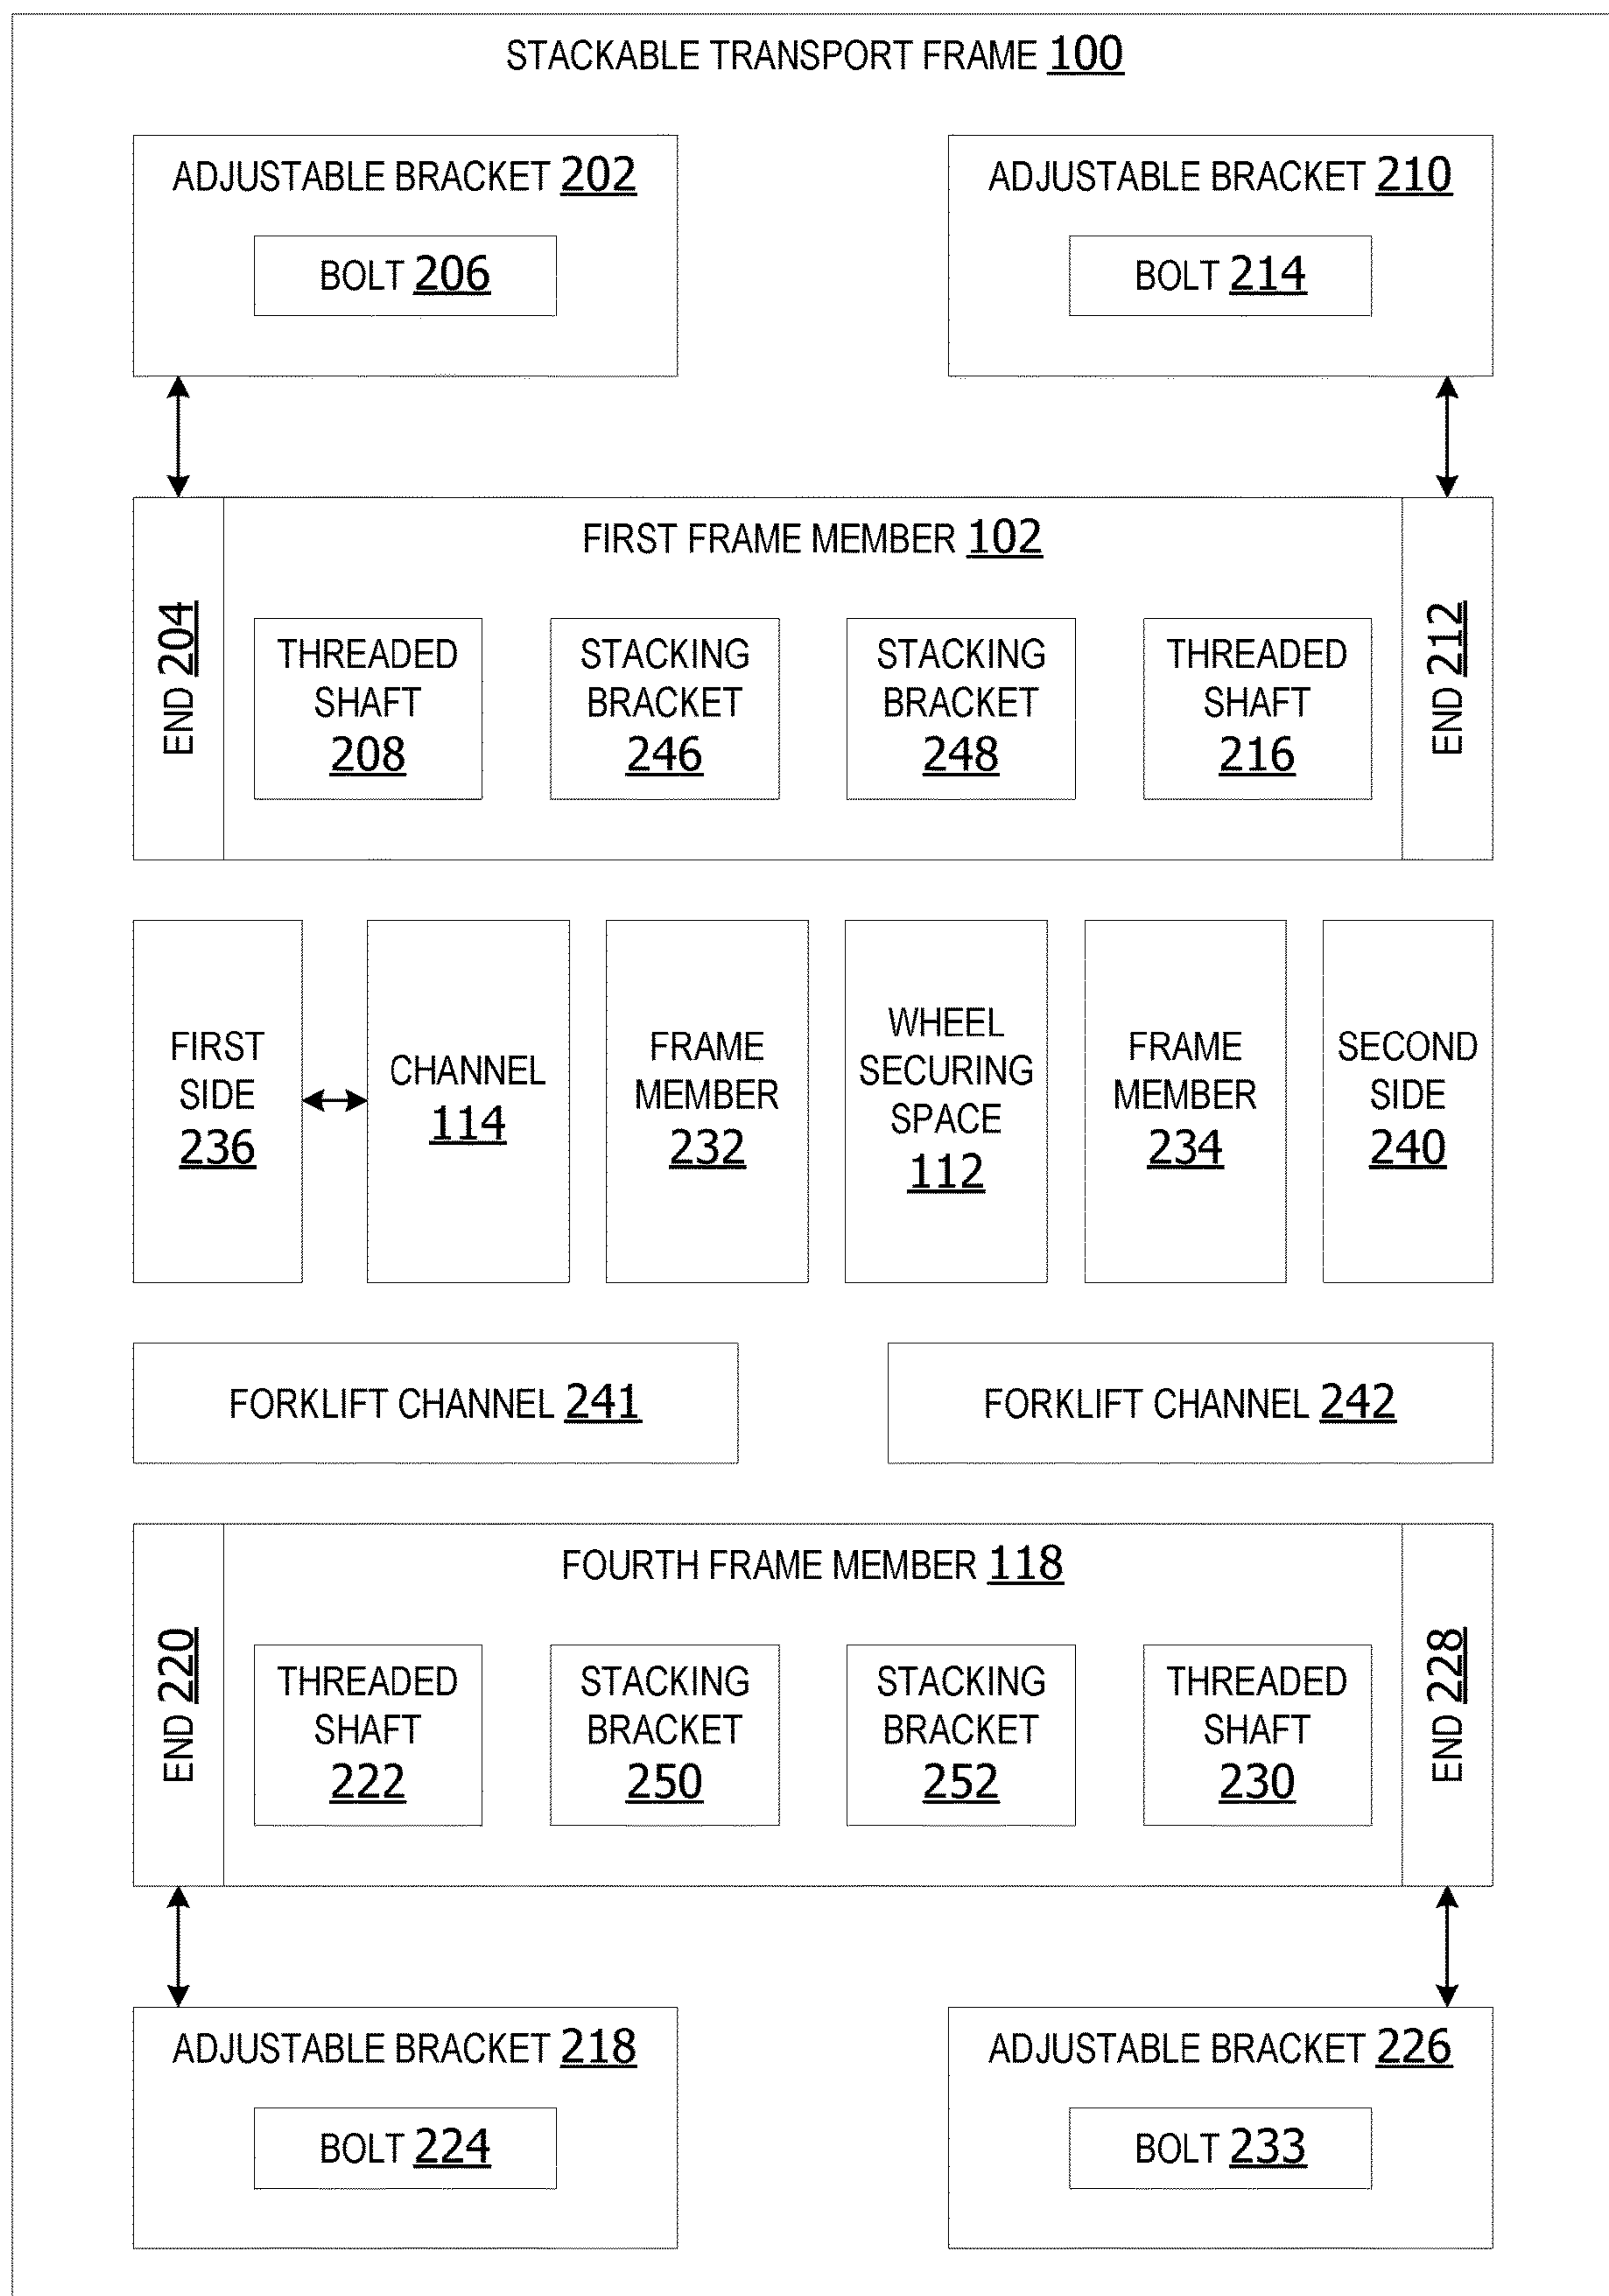 STACKABLE TRANSPORT FRAME 100
ADJUSTABLE BRACKET 202
BOLT 206
ADJUSTABLE BRACKET 210
BOLT 214
END 204
FIRST FRAME MEMBER 102
THREADED
SHAFT
208
STACKING
BRACKET
246
STACKING
BRACKET
248
THREADED
SHAFT
216
END 212
FIRST
SIDE
236
CHANNEL
114
FRAME
MEMBER
232
WHEEL
SECURING
SPACE
112
FRAME
MEMBER
234
SECOND
SIDE
240
FORKLIFT CHANNEL 241
FORKLIFT CHANNEL 242
END 220
FOURTH FRAME MEMBER 118
THREADED
SHAFT
222
STACKING
BRACKET
250
STACKING
BRACKET
252
THREADED
SHAFT
230
END 228
ADJUSTABLE BRACKET 218
BOLT 224
ADJUSTABLE BRACKET 226
BOLT 233